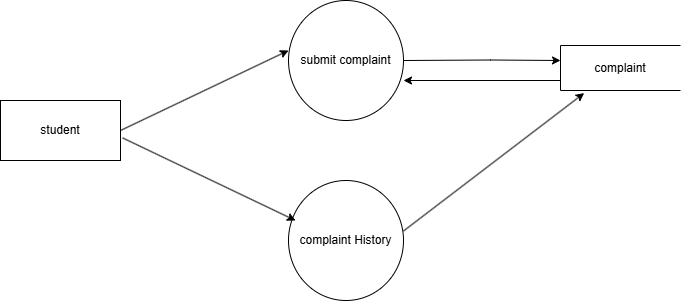 submit complaint
complaint
student
complaint History